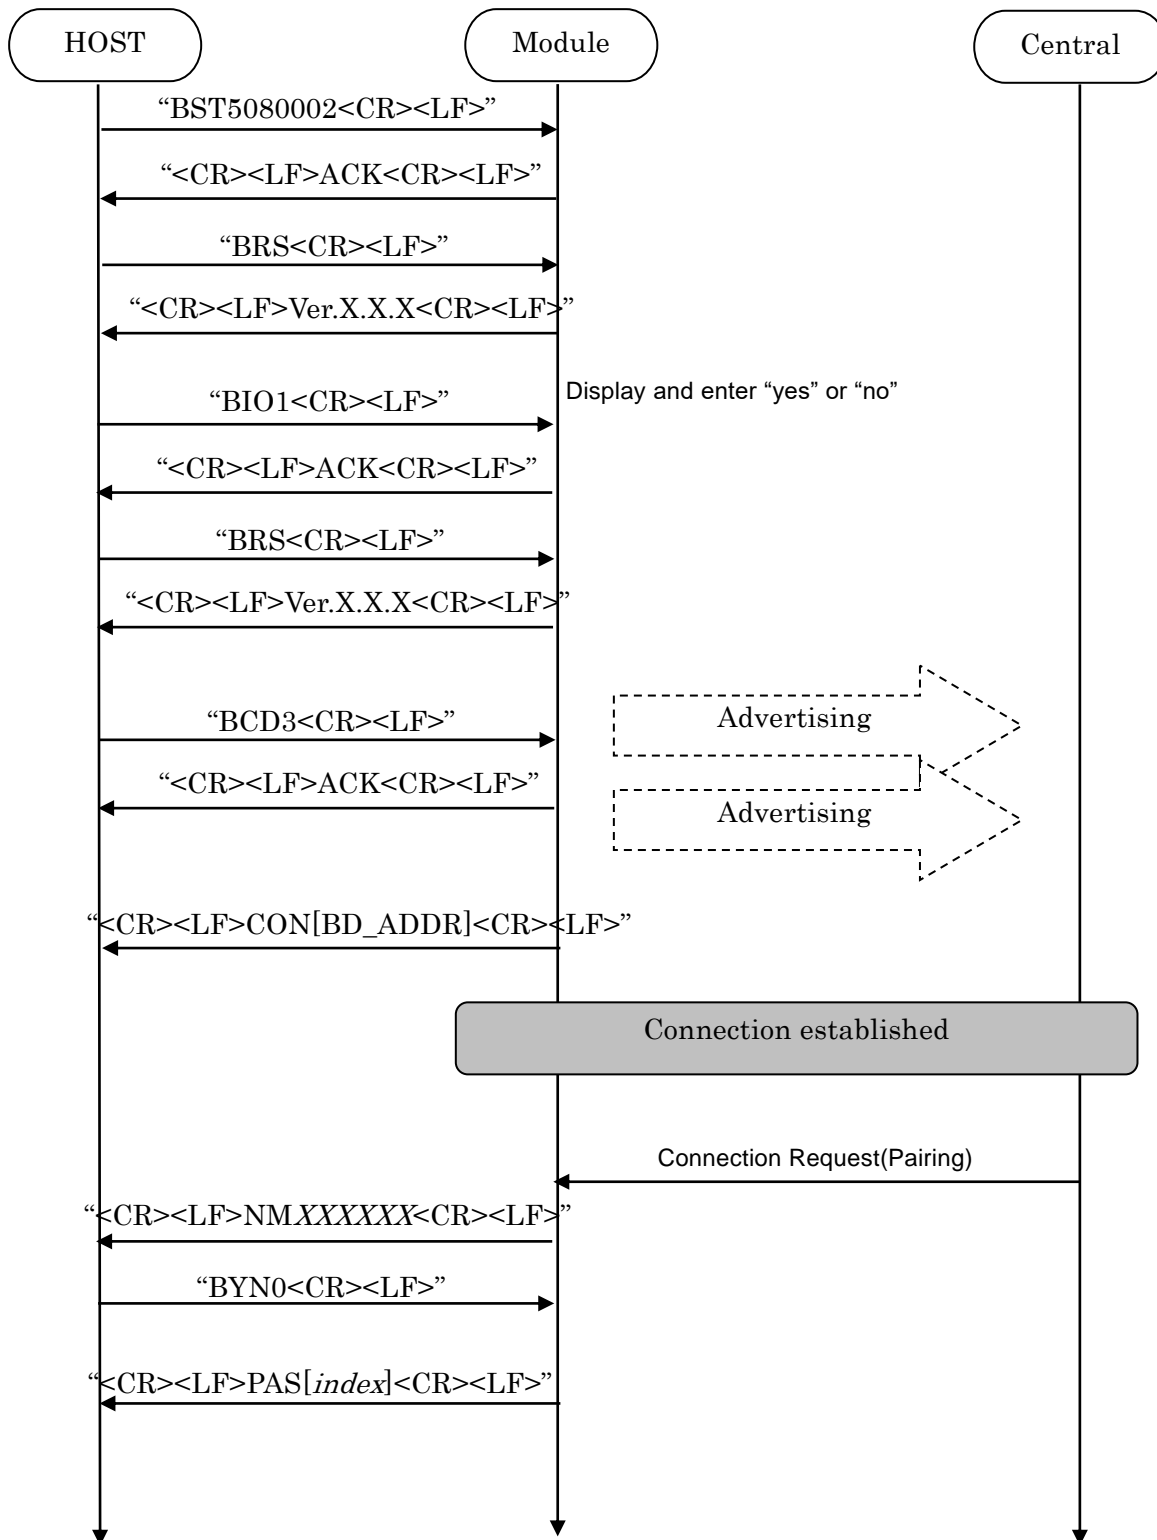 HOST
Module
Central
“BST5080002<CR><LF>”
“<CR><LF>ACK<CR><LF>”
“BRS<CR><LF>”
“<CR><LF>Ver.X.X.X<CR><LF>”
Display and enter “yes” or “no”
“BIO1<CR><LF>”
“<CR><LF>ACK<CR><LF>”
“BRS<CR><LF>”
“<CR><LF>Ver.X.X.X<CR><LF>”
“BCD3<CR><LF>”
Advertising
“<CR><LF>ACK<CR><LF>”
Advertising
“<CR><LF>CON[BD_ADDR]<CR><LF>”
Connection established
Connection Request(Pairing)
“<CR><LF>NMXXXXXX<CR><LF>”
“BYN0<CR><LF>”
“<CR><LF>PAS[index]<CR><LF>”